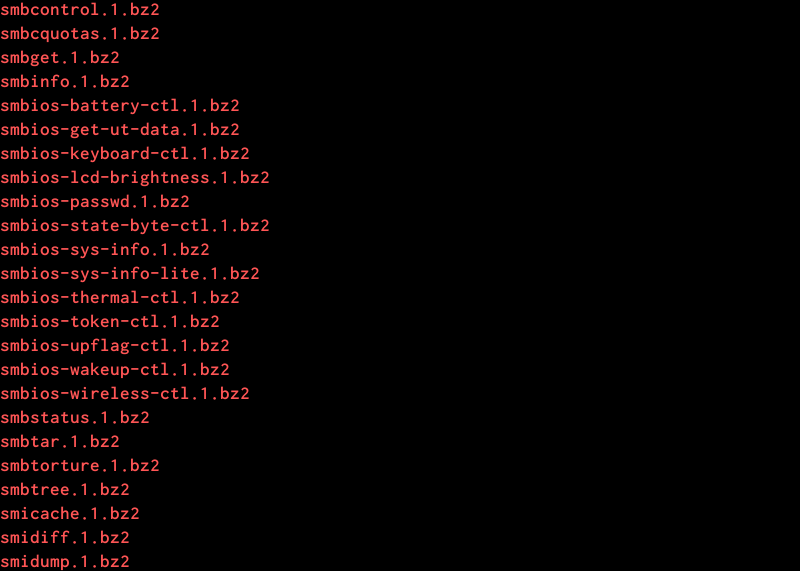 smbcontrol.1.bz2
smbcquotas.1.bz2
smbget.1.bz2
smbinfo.1.bz2
smbios-battery-ctl.1.bz2
smbios-get-ut-data.1.bz2
smbios-keyboard-ctl.1.bz2
smbios-lcd-brightness.1.bz2
smbios-passwd.1.bz2
smbios-state-byte-ctl.1.bz2
smbios-sys-info.1.bz2
smbios-sys-info-lite.1.bz2
smbios-thermal-ctl.1.bz2
smbios-token-ctl.1.bz2
smbios-upflag-ctl.1.bz2
smbios-wakeup-ctl.1.bz2
smbios-wireless-ctl.1.bz2
smbstatus.1.bz2
smbtar.1.bz2
smbtorture.1.bz2
smbtree.1.bz2
smicache.1.bz2
smidiff.1.bz2
smidump.1.bz2